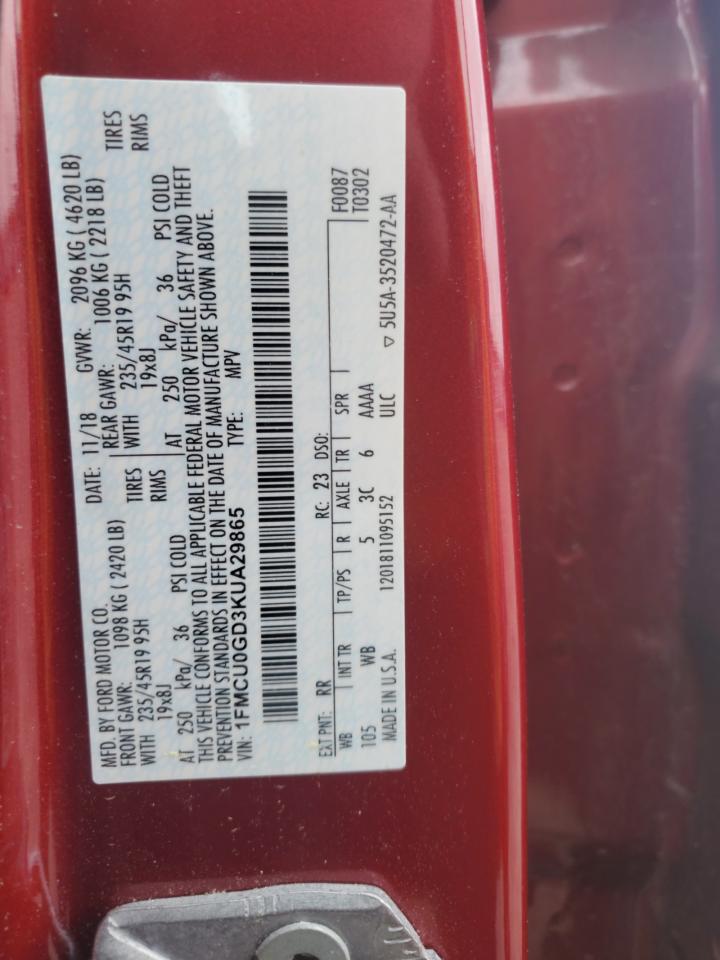 MFD. BY FORD MOTOR CO.
DATE: 11/18 GVWR: 2096 KG ( 4620 LB)
FRONT GAWR: 1098 KG ( 2420 LB)
REAR GAWR: 1006 KG ( 2218 LB)
WITH 235/45R19 95H TIRES
WITH 235/45R19 95H TIRES
19x8J RIMS
19x8J RIMS
AT 250 kPa/ 36 PSI COLD
AT 250 kPa/ 36 PSI COLD
THIS VEHICLE CONFORMS TO ALL APPLICABLE FEDERAL MOTOR VEHICLE SAFETY AND THEFT
PREVENTION STANDARDS IN EFFECT ON THE DATE OF MANUFACTURE SHOWN ABOVE.
VIN: 1FMCU0GD3KUA29865 TYPE: MPV
EXT PNT: RR RC: 23 DSO: F0087
WB INT TR TP/PS R AXLE TR SPR T0302
105 WB 5 3C 6 AAAA
MADE IN U.S.A. 1201811095152 ULC ▽ 5U5A-3520472-AA